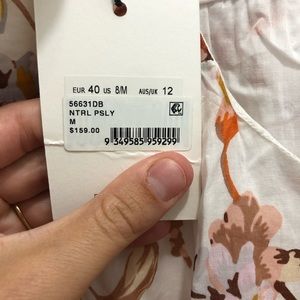 EUR 40 US 8/M AUS/UK 12
56631DB
NTRL PSLY
M
$159.00
9 349585 959299